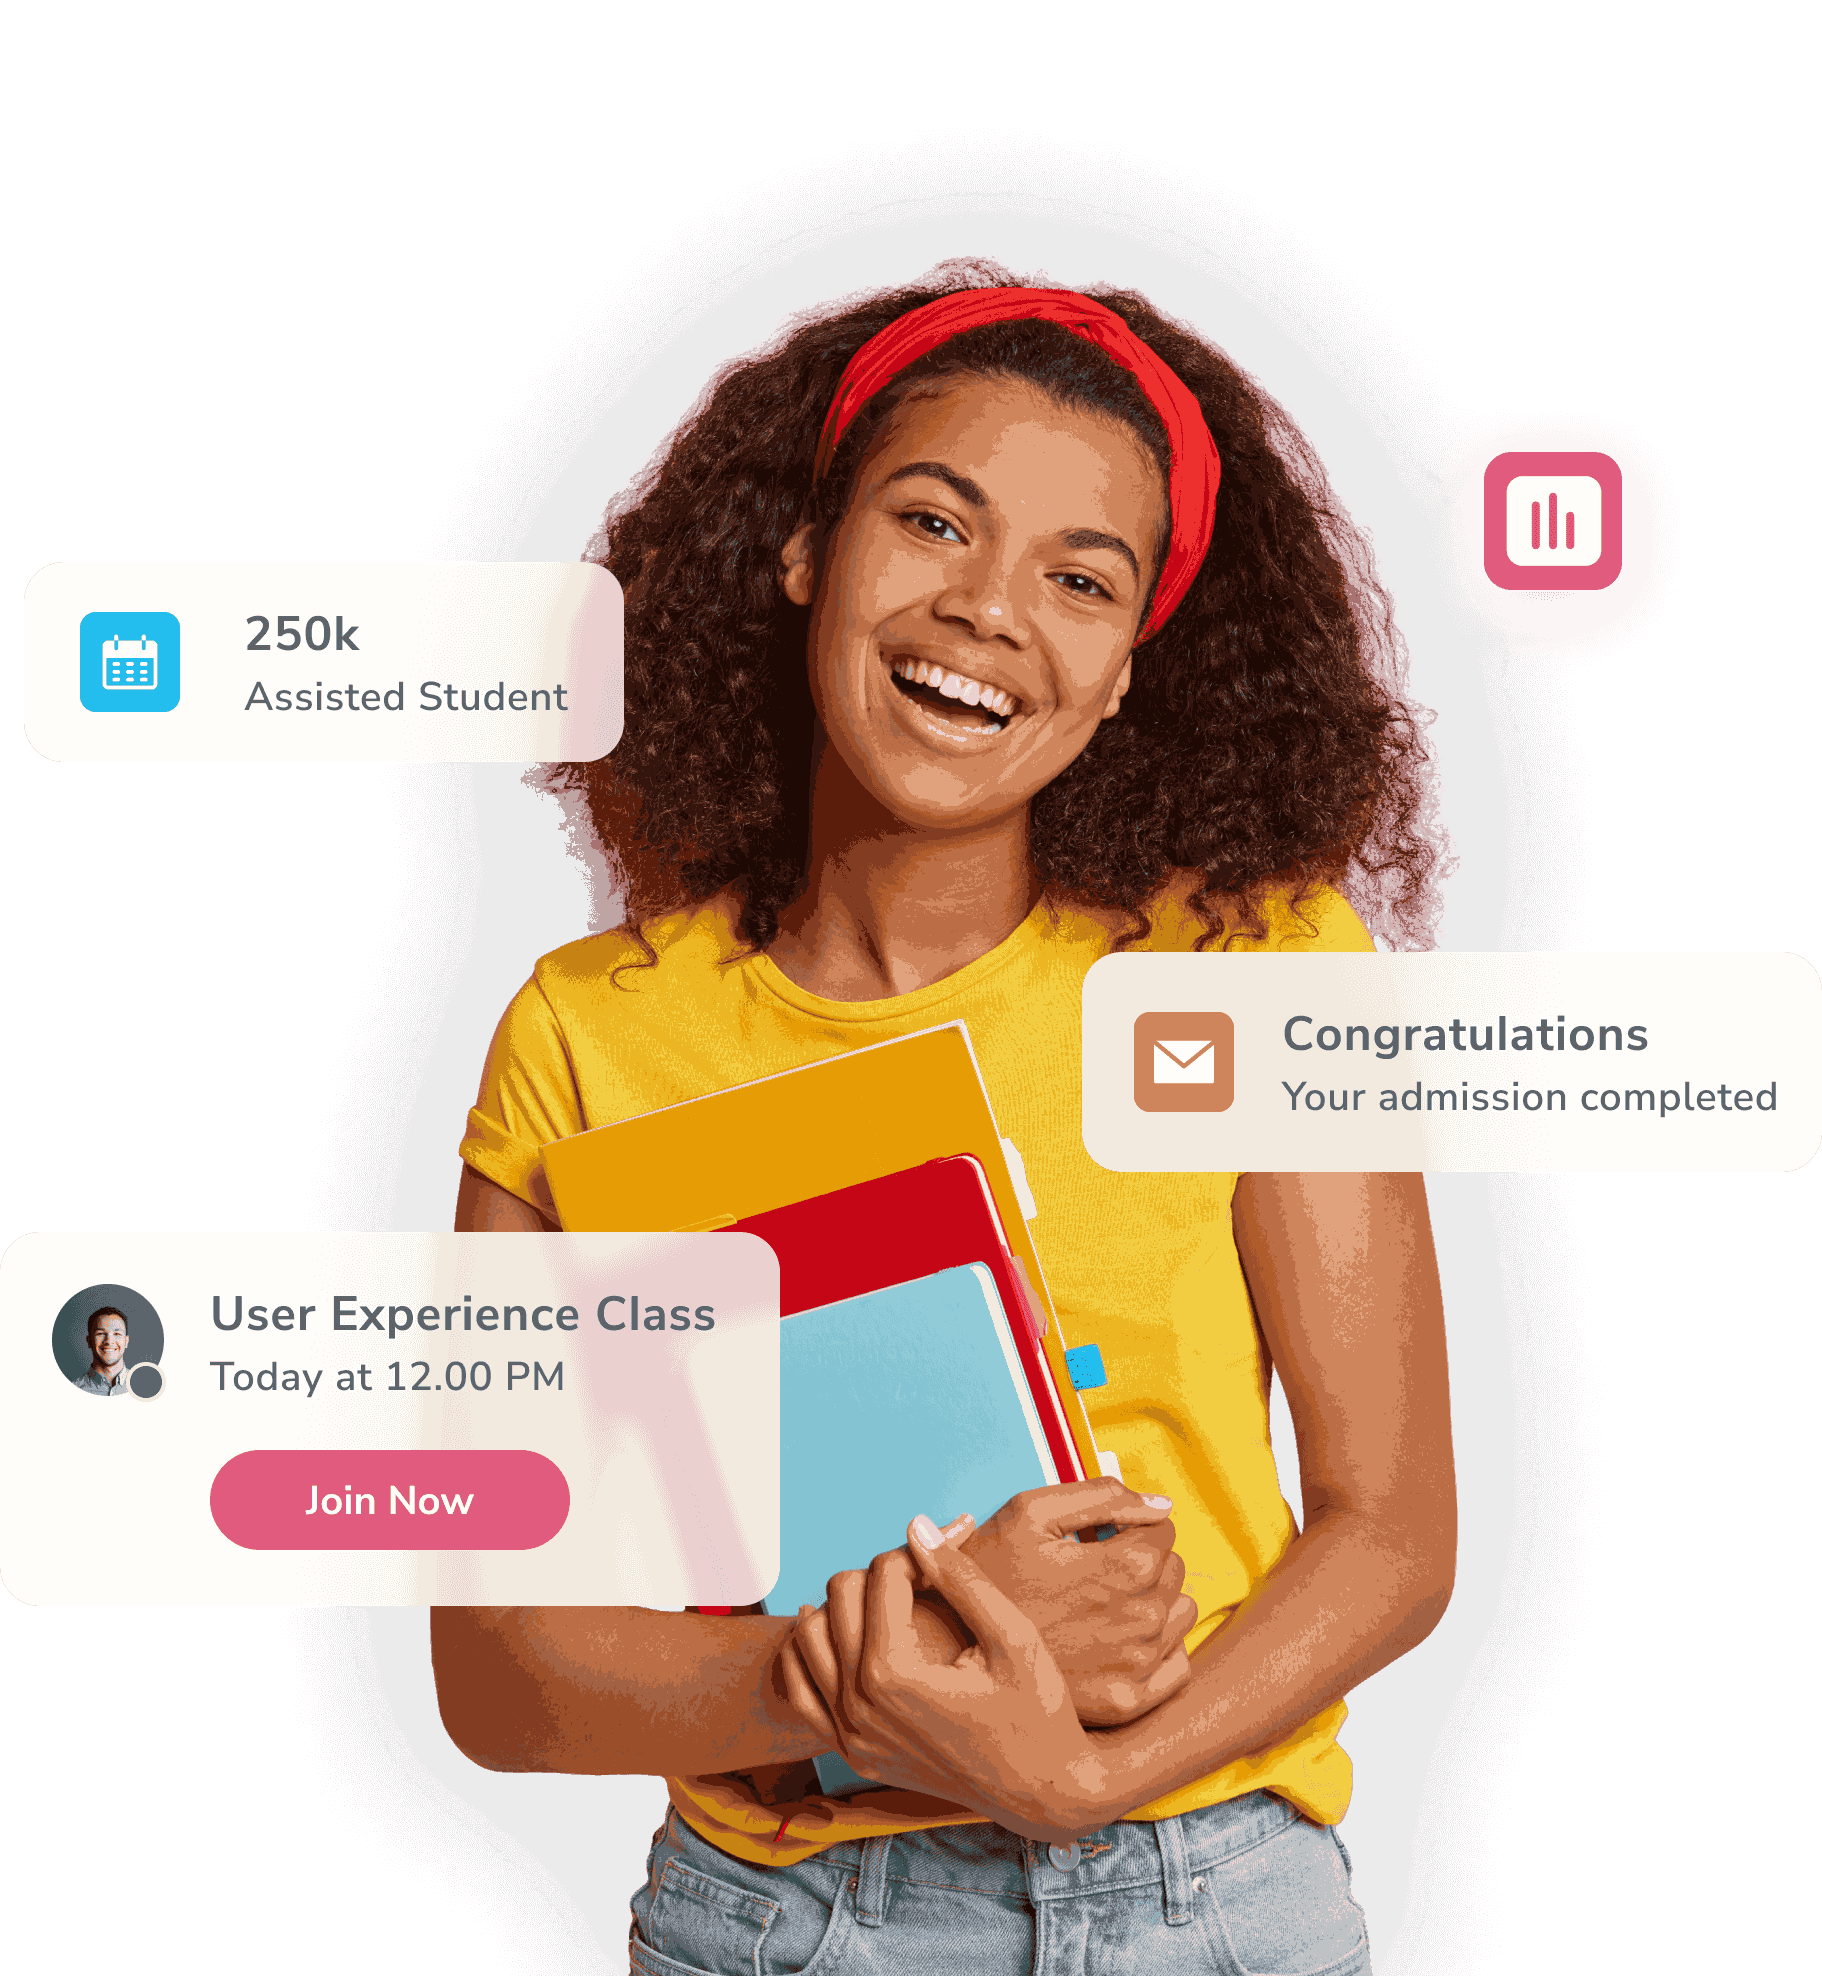 250k
Assisted Student
Congratulations
Your admission completed
User Experience Class
Today at 12.00 PM
Join Now